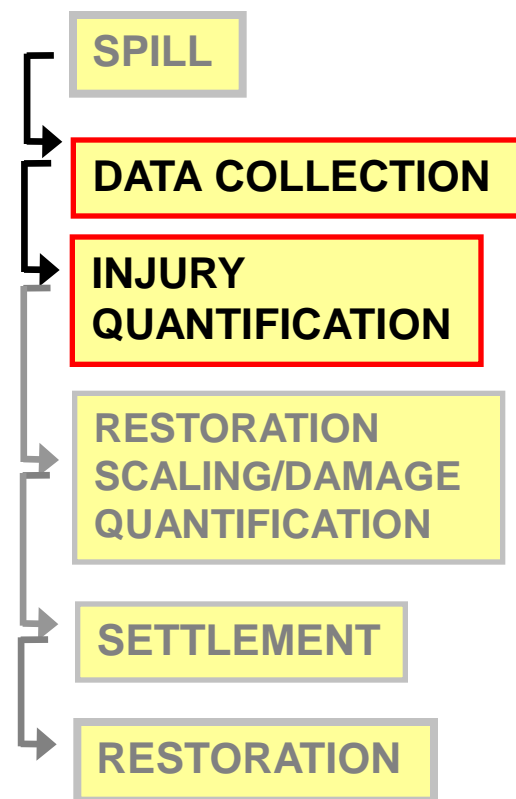 SPILL
DATA COLLECTION
INJURY
QUANTIFICATION
RESTORATION
SCALING/DAMAGE
QUANTIFICATION
SETTLEMENT
RESTORATION